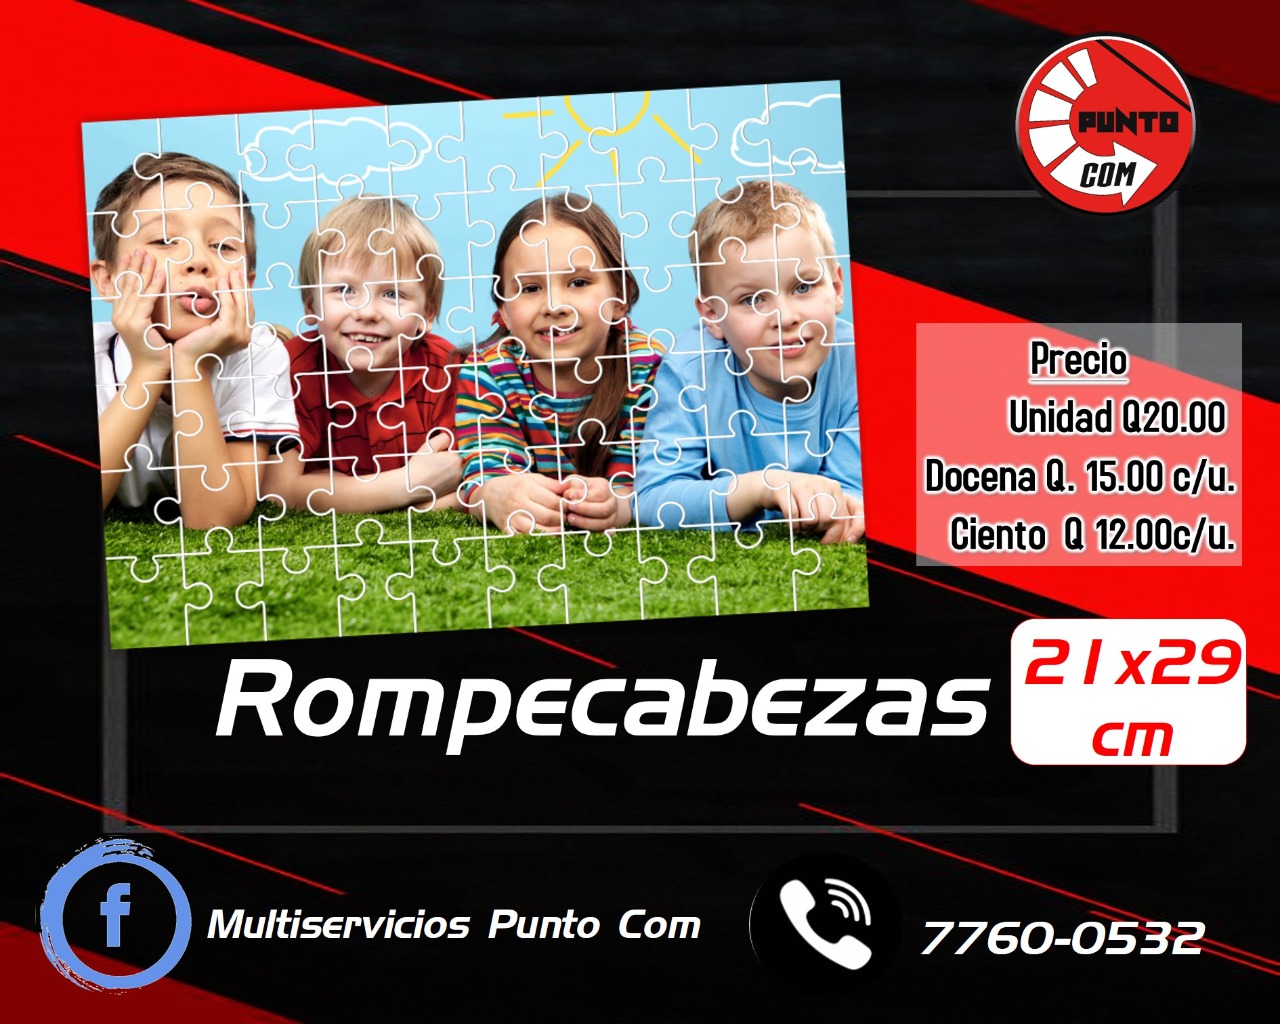 PUNTO
COM
Precio
Unidad Q20.00
Docena Q. 15.00 c/u.
Ciento Q 12.00c/u.
Rompecabezas
21x29
cm
f
Multiservicios Punto Com
7760-0532